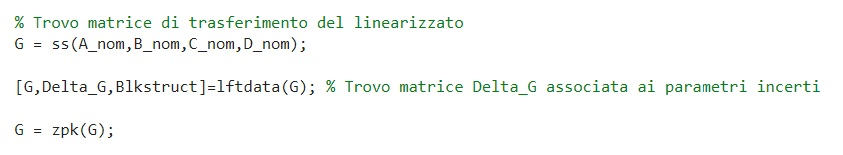 % Trovo matrice di trasferimento del linearizzato
G = ss(A_nom,B_nom,C_nom,D_nom);
[G,Delta_G,Blkstruct]=lftdata(G); % Trovo matrice Delta_G associata ai parametri incerti
G = zpk(G);